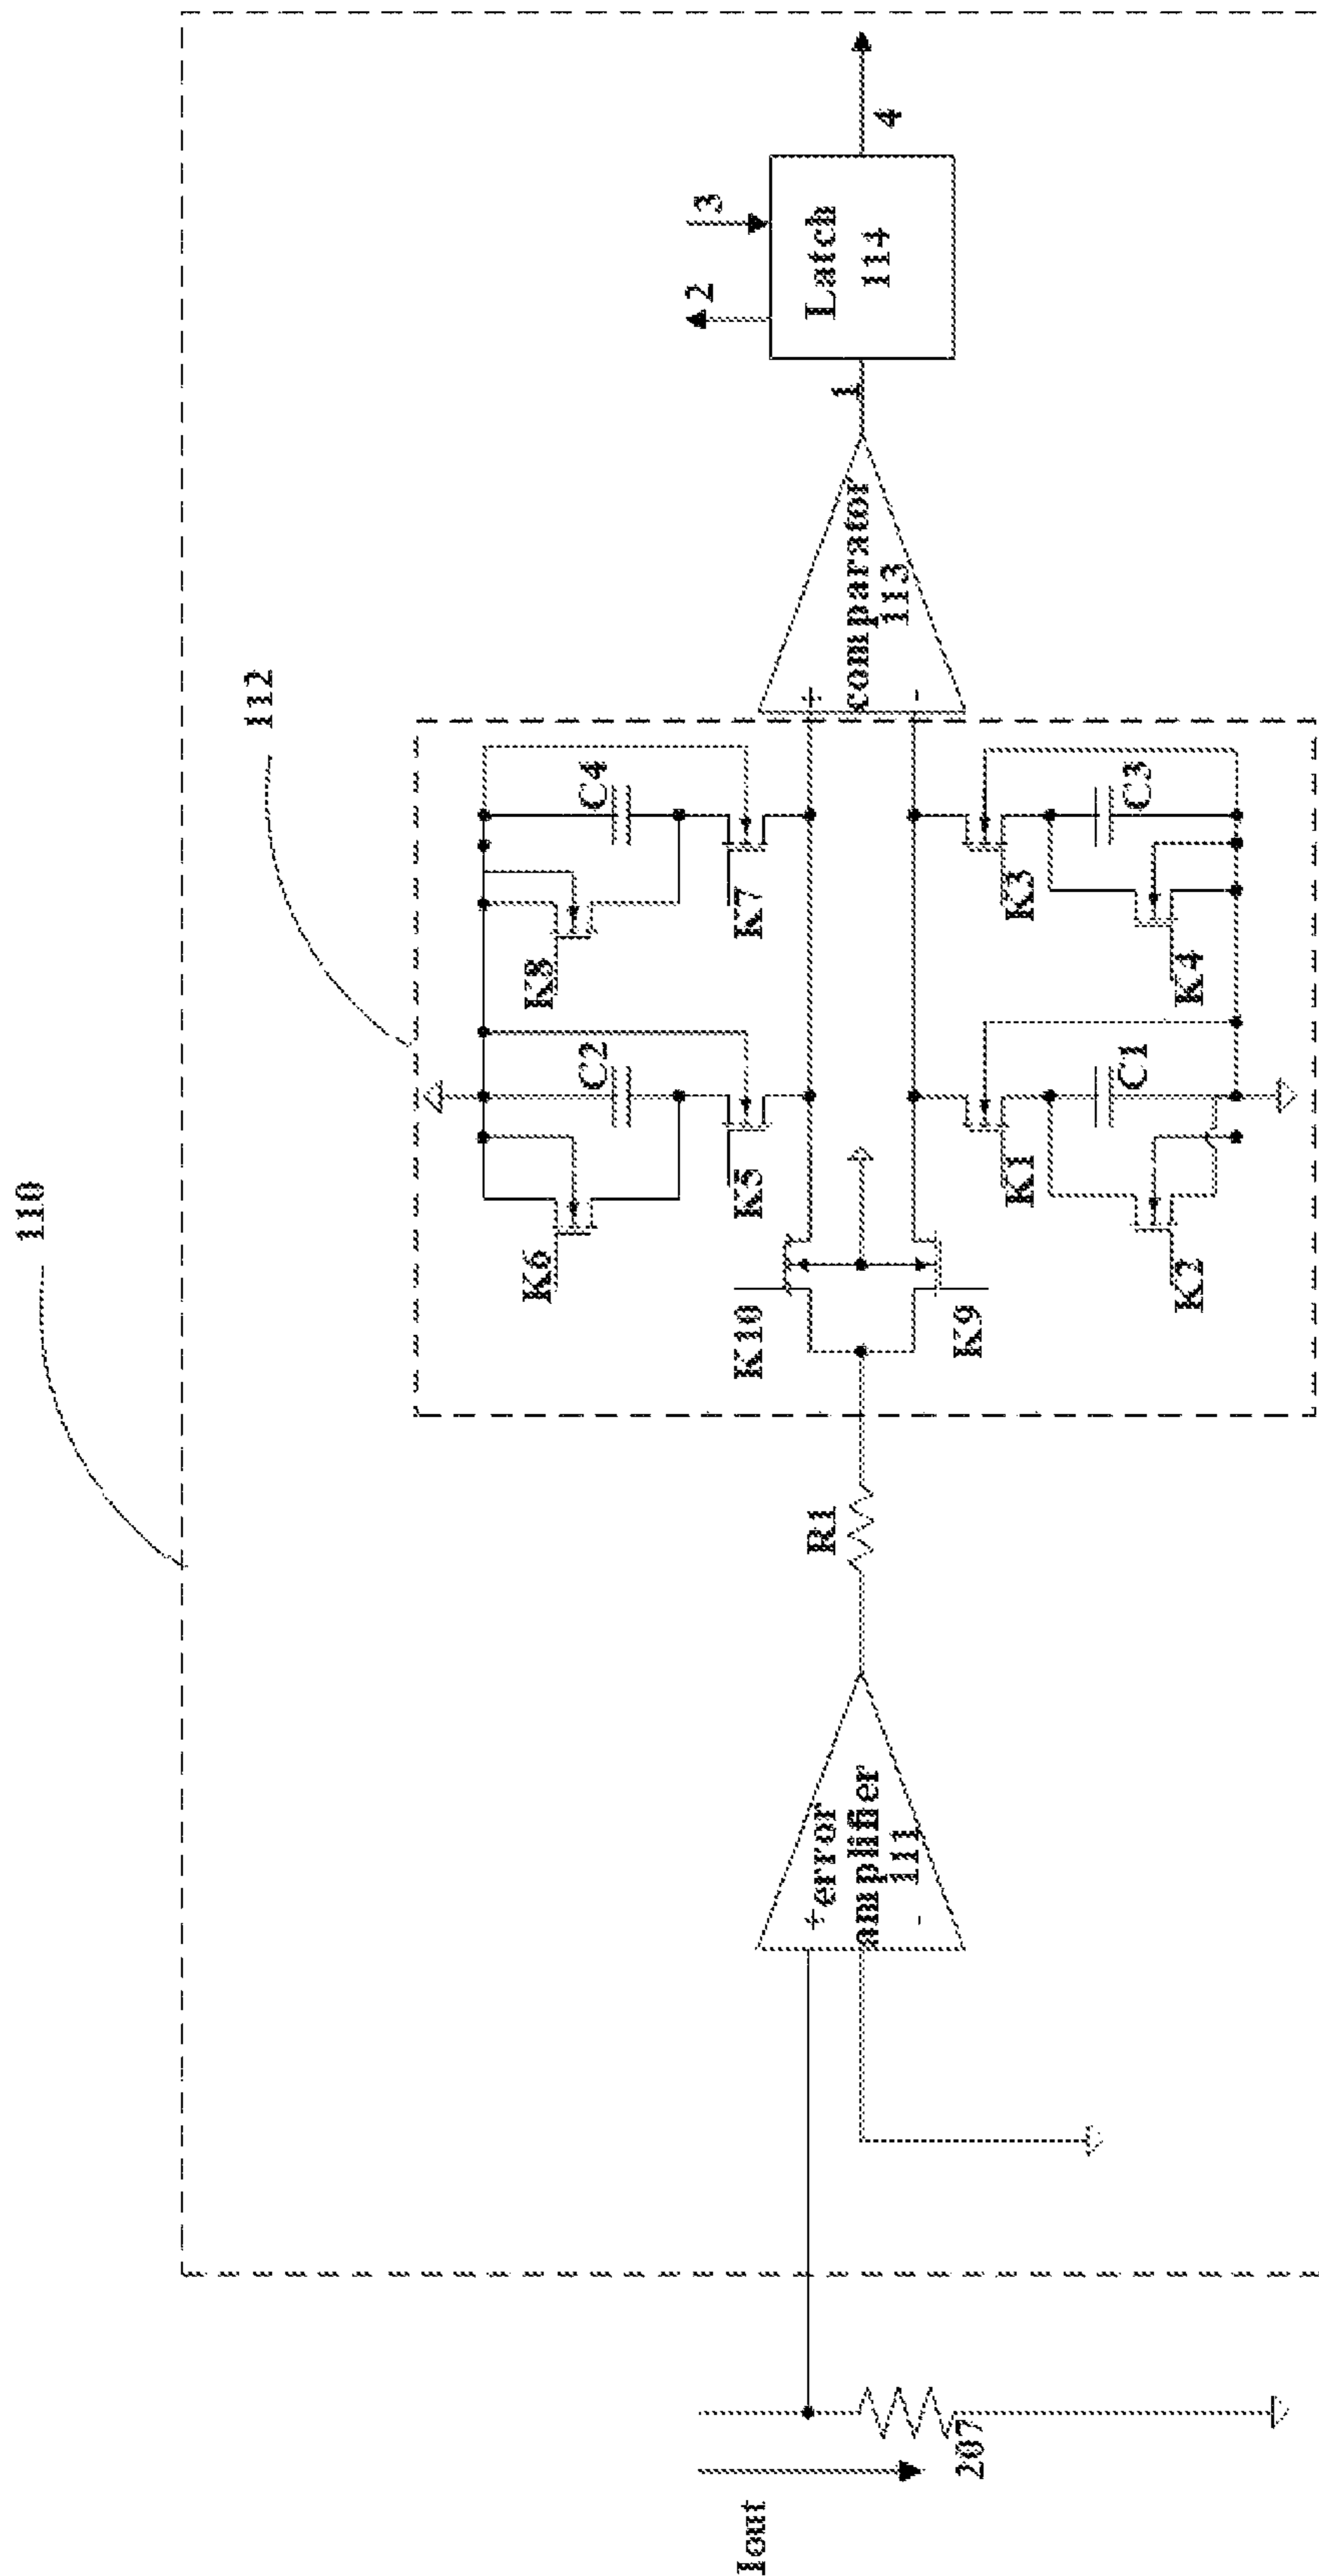 110
112
Iout
207
+
error
amplifier
111
-
R1
K10
K9
K6
K5
C2
K8
K7
C4
K1
K2
C1
K3
K4
C3
+
comparator
113
-
1
2
3
Latch
114
4